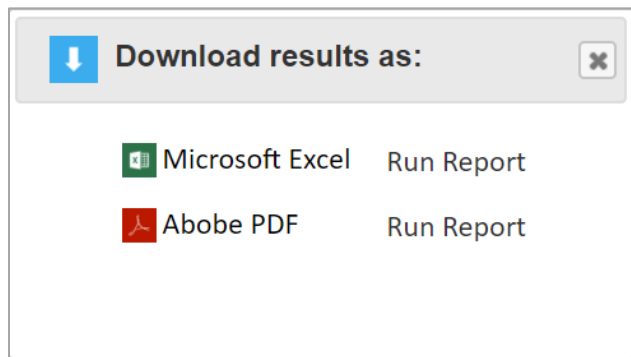 Download results as:
Microsoft Excel Run Report
Abobe PDF Run Report